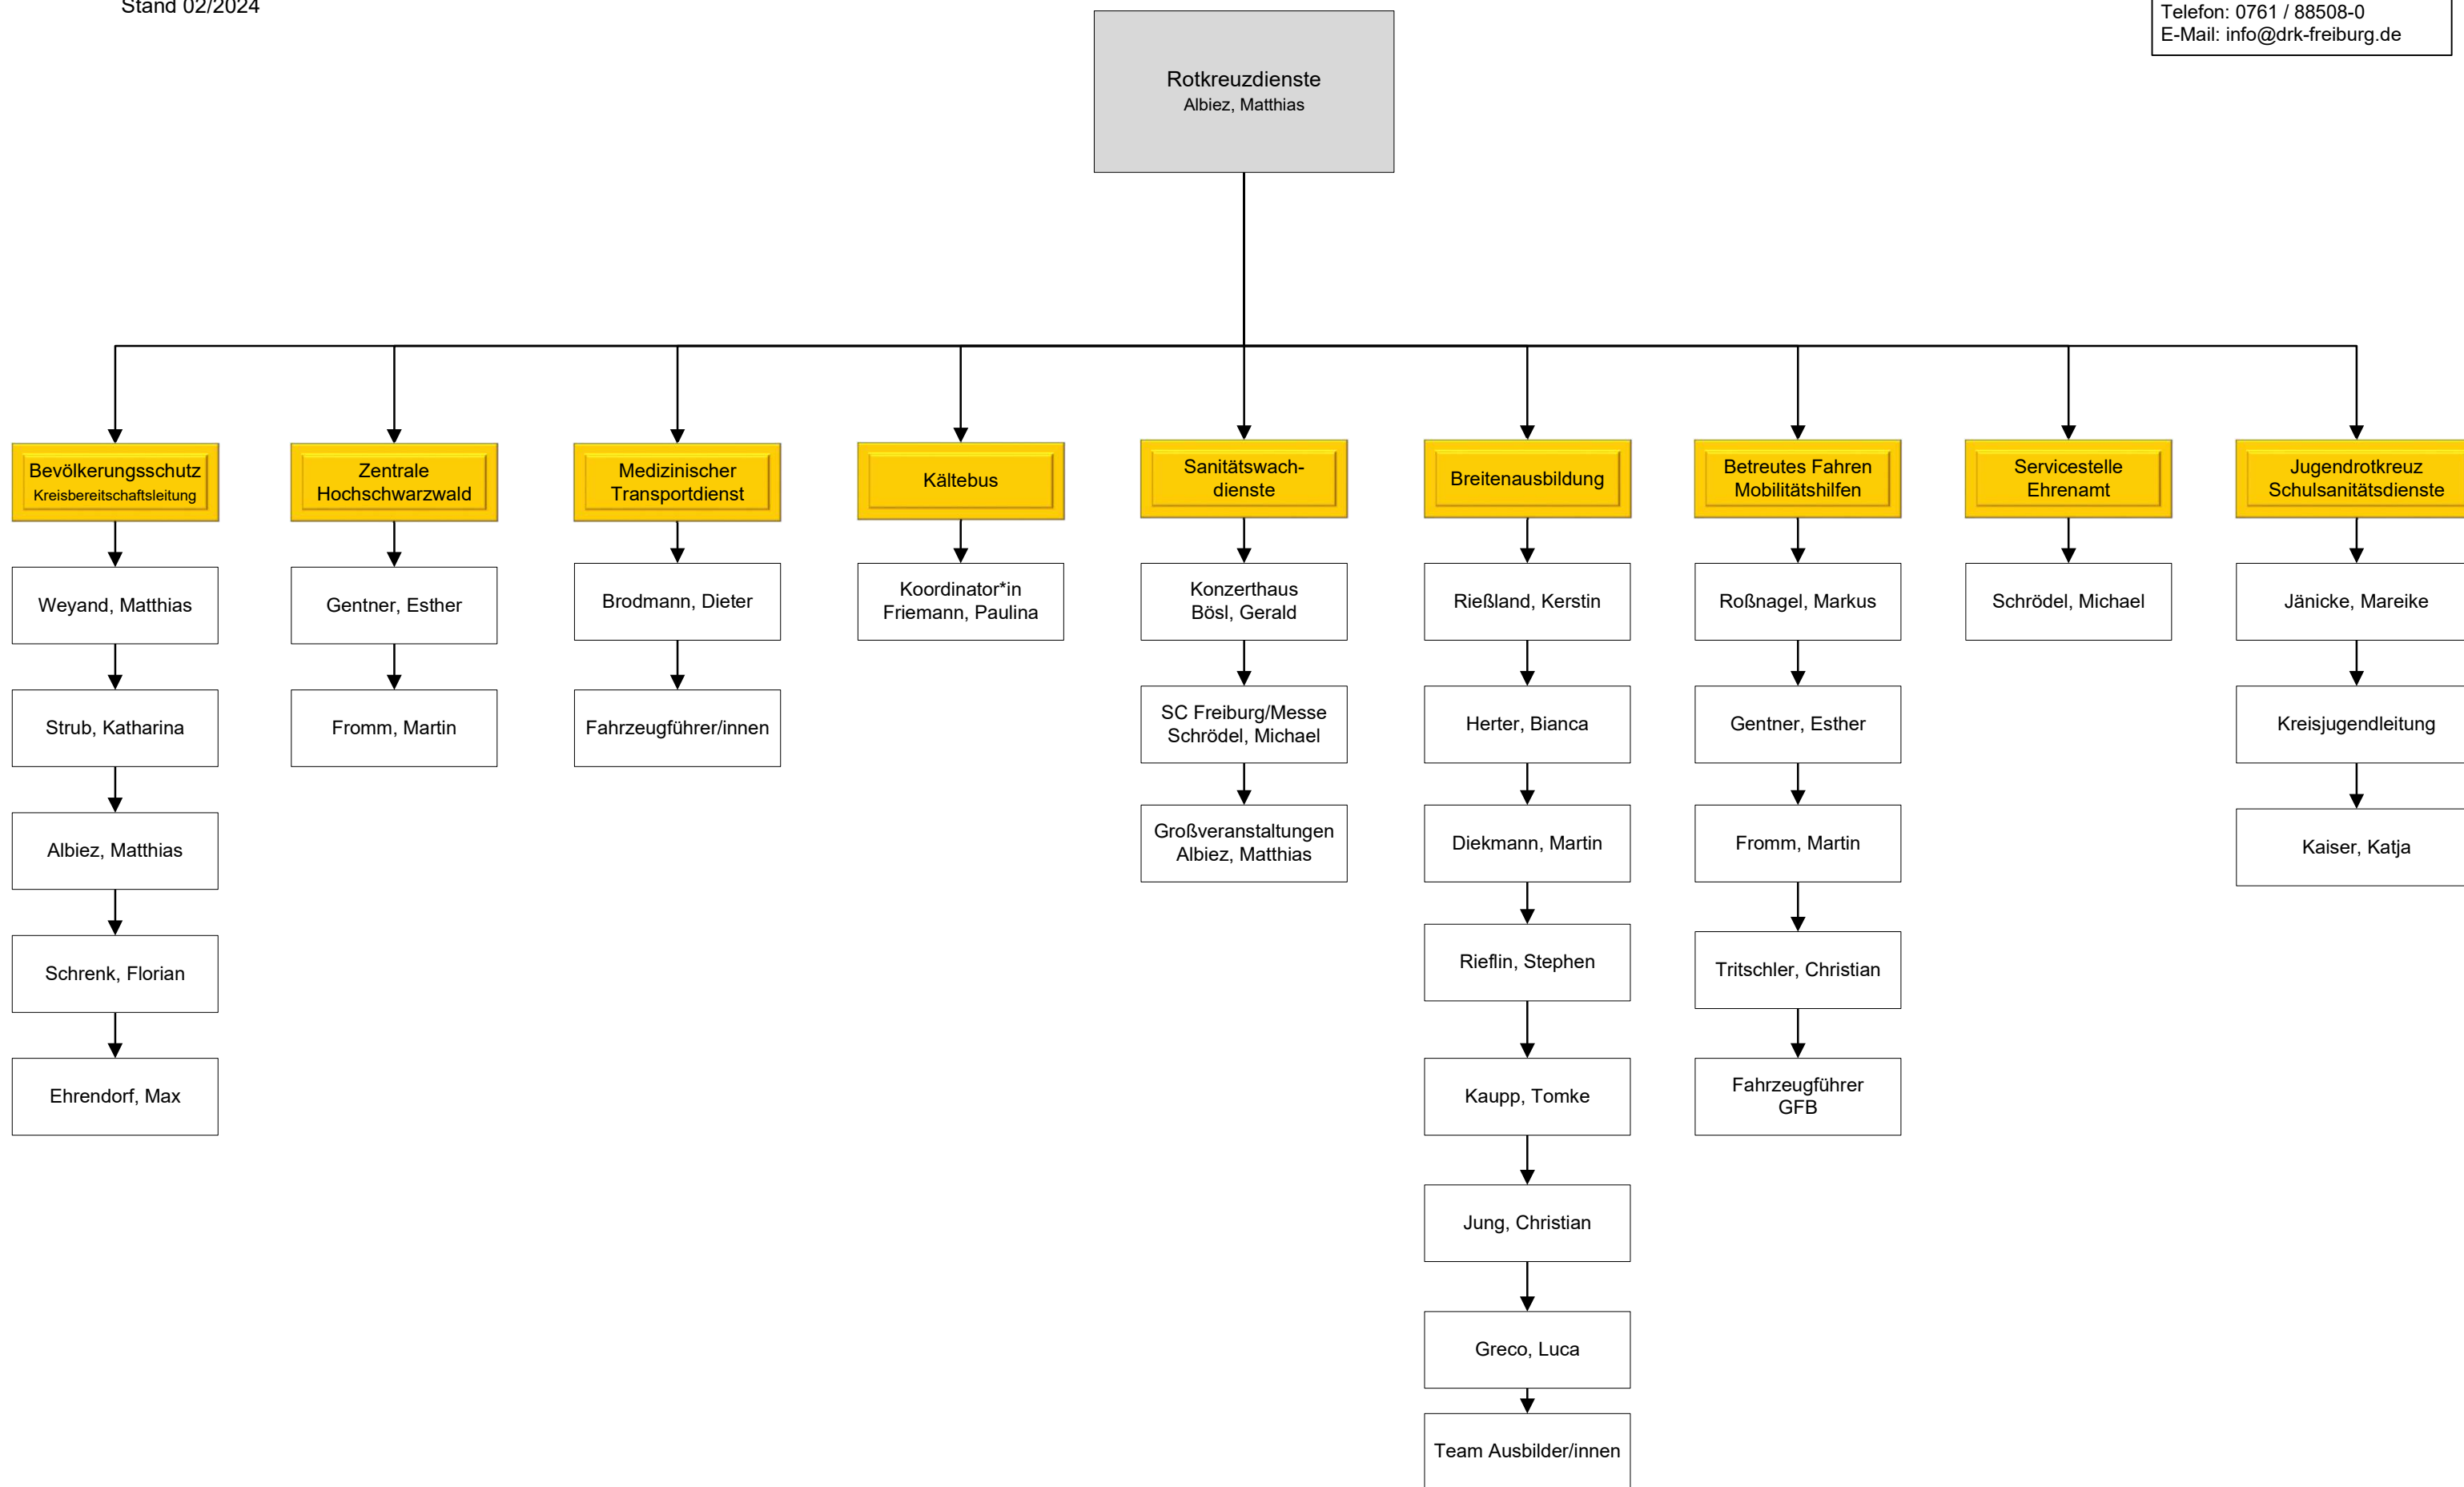 Stand 02/2024
Telefon: 0761 / 88508-0
E-Mail: info@drk-freiburg.de
Rotkreuzdienste
Albiez, Matthias
Bevölkerungsschutz
Kreisbereitschaftsleitung
Weyand, Matthias
Strub, Katharina
Albiez, Matthias
Schrenk, Florian
Ehrendorf, Max
Zentrale
Hochschwarzwald
Gentner, Esther
Fromm, Martin
Medizinischer
Transportdienst
Brodmann, Dieter
Fahrzeugführer/innen
Kältebus
Koordinator*in
Friemann, Paulina
Sanitätswach-
dienste
Konzerthaus
Bösl, Gerald
SC Freiburg/Messe
Schrödel, Michael
Großveranstaltungen
Albiez, Matthias
Breitenausbildung
Rießland, Kerstin
Herter, Bianca
Diekmann, Martin
Rieflin, Stephen
Kaupp, Tomke
Jung, Christian
Greco, Luca
Team Ausbilder/innen
Betreutes Fahren
Mobilitätshilfen
Roßnagel, Markus
Gentner, Esther
Fromm, Martin
Tritschler, Christian
Fahrzeugführer
GFB
Servicestelle
Ehrenamt
Schrödel, Michael
Jugendrotkreuz
Schulsanitätsdienste
Jänicke, Mareike
Kreisjugendleitung
Kaiser, Katja